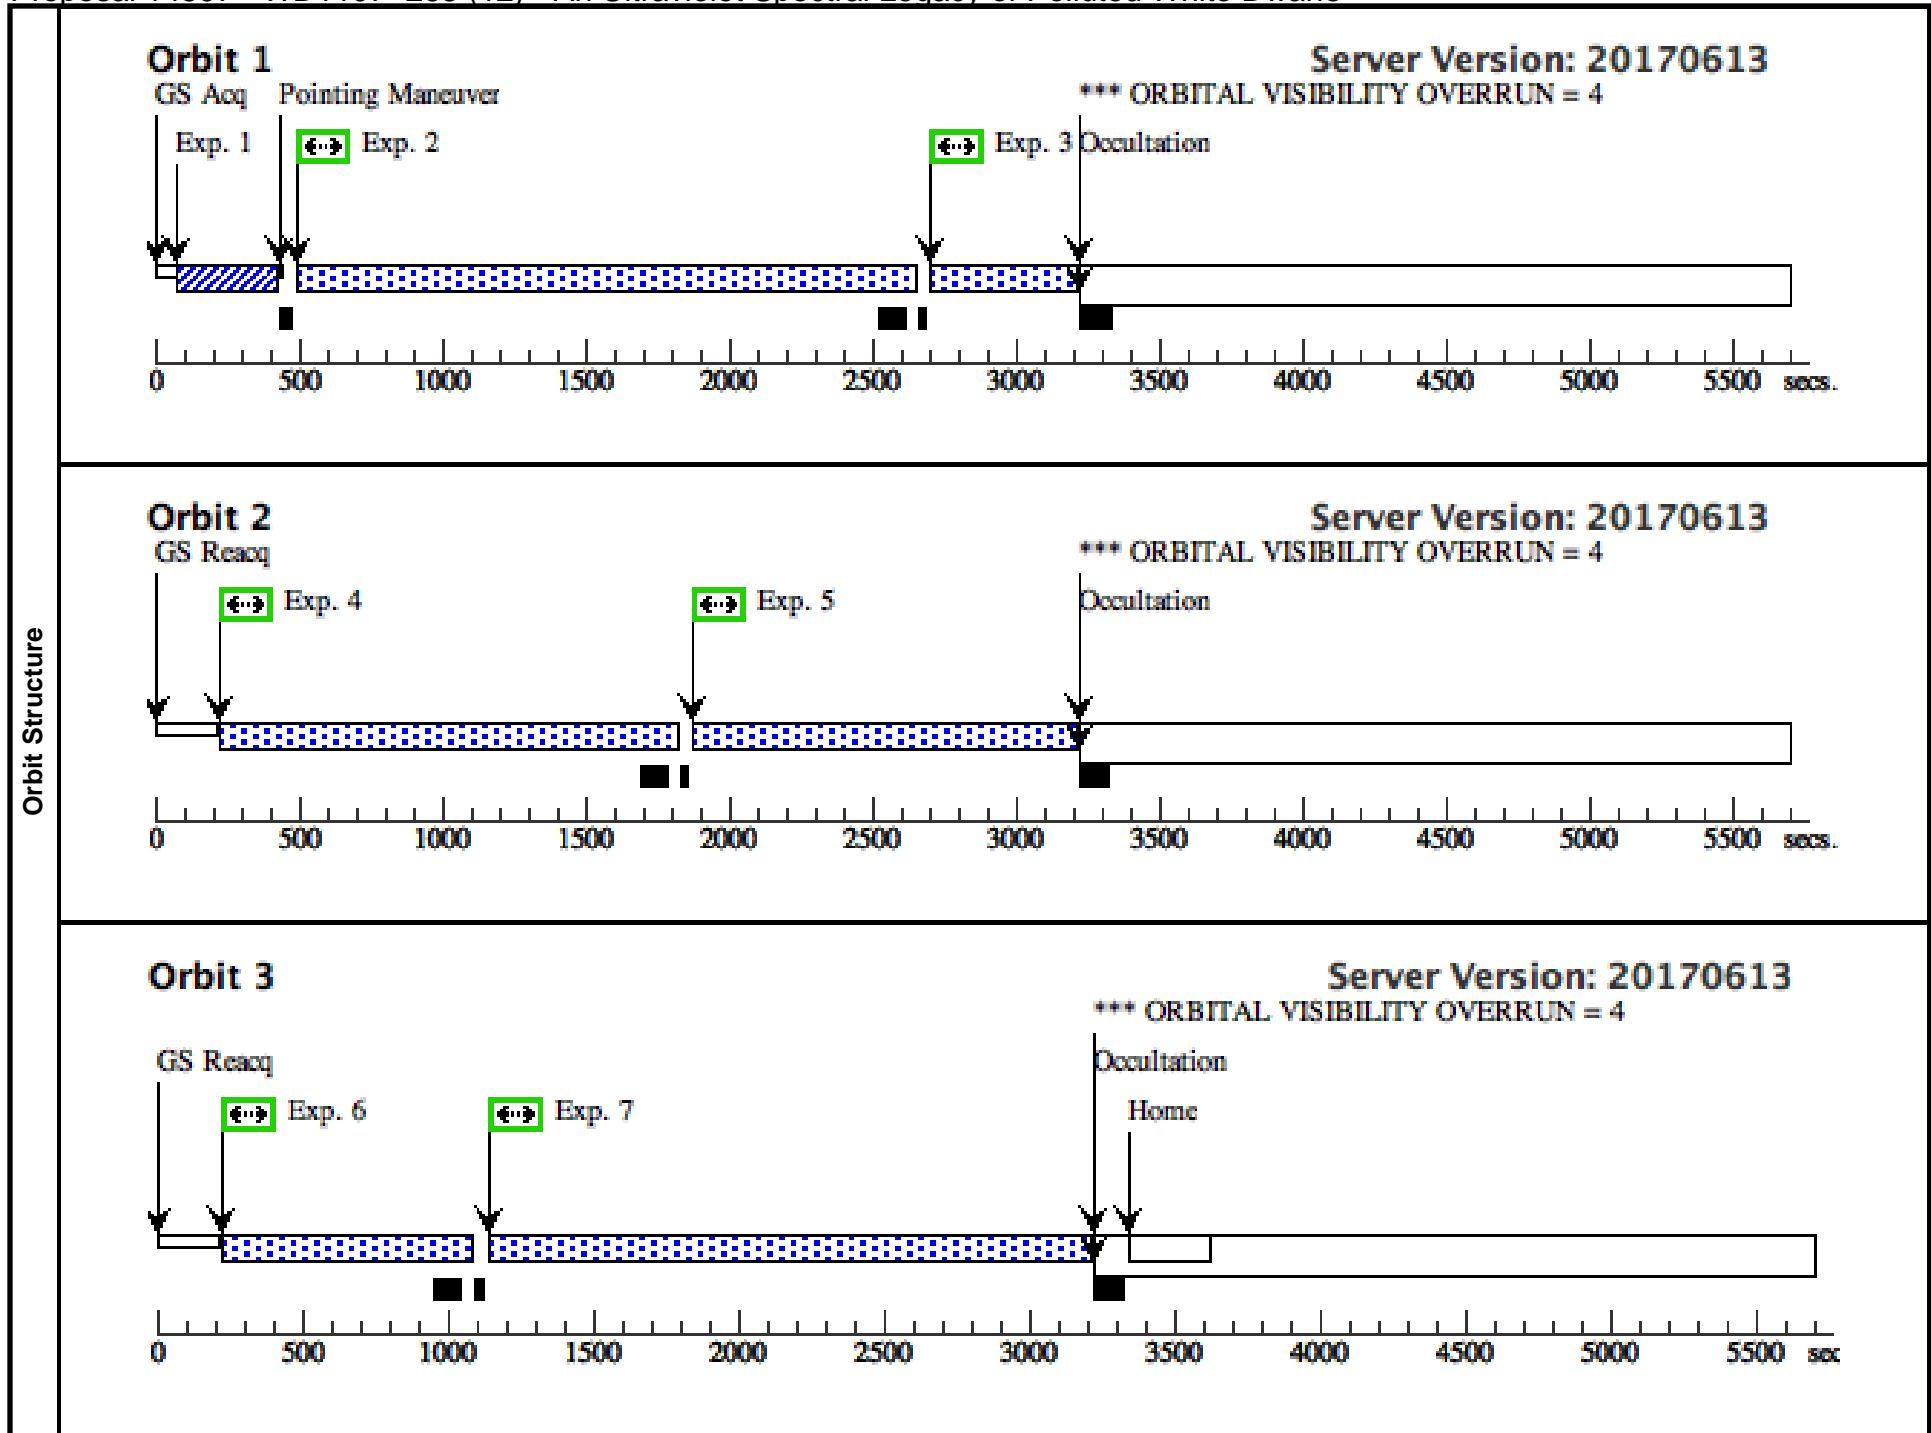 Orbit Structure
Orbit 1
Server Version: 20170613
GS Acq Pointing Maneuver
*** ORBITAL VISIBILITY OVERRUN = 4
Exp. 1 Exp. 2 Exp. 3 Occultation
0 500 1000 1500 2000 2500 3000 3500 4000 4500 5000 5500 secs.
Orbit 2
Server Version: 20170613
GS Reacq
*** ORBITAL VISIBILITY OVERRUN = 4
Exp. 4 Exp. 5 Occultation
0 500 1000 1500 2000 2500 3000 3500 4000 4500 5000 5500 secs.
Orbit 3
Server Version: 20170613
*** ORBITAL VISIBILITY OVERRUN = 4
GS Reacq Occultation
Exp. 6 Exp. 7 Home
0 500 1000 1500 2000 2500 3000 3500 4000 4500 5000 5500 sec